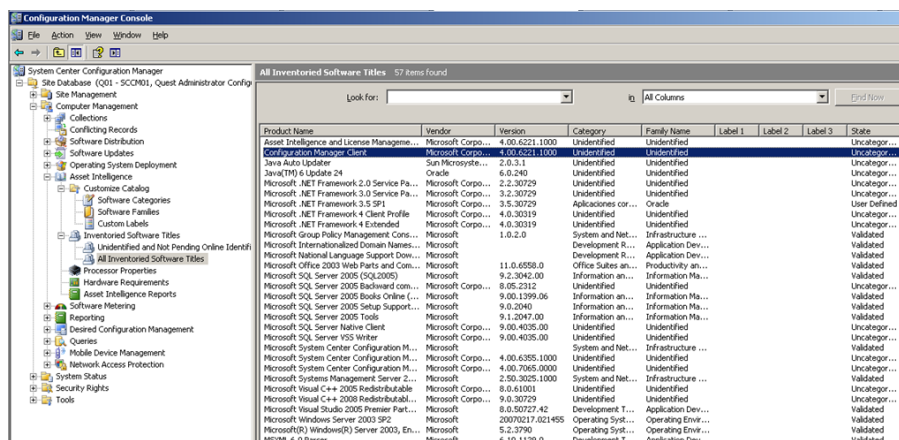 Configuration Manager Console
File Action View Window Help
System Center Configuration Manager
Site Database (Q01 - SCCM01, Quest Administrator Configu
Site Management
Computer Management
Collections
Conflicting Records
Software Distribution
Software Updates
Operating System Deployment
Asset Intelligence
Customize Catalog
Software Categories
Software Families
Custom Labels
Inventoried Software Titles
Unidentified and Not Pending Online Identifi
All Inventoried Software Titles
Processor Properties
Hardware Requirements
Asset Intelligence Reports
Software Metering
Reporting
Desired Configuration Management
Queries
Mobile Device Management
Network Access Protection
System Status
Security Rights
Tools
All Inventoried Software Titles 57 items found
Look for: in All Columns Find Now
Product Name Vendor Version Category Family Name Label 1 Label 2 Label 3 State
Asset Intelligence and License Manageme... Microsoft Corpo... 4.00.6221.1000 Unidentified Unidentified Uncategor...
Configuration Manager Client Microsoft Corpo... 4.00.6221.1000 Unidentified Unidentified Uncategor...
Java Auto Updater Sun Microsyste... 2.0.3.1 Unidentified Unidentified Uncategor...
Java(TM) 6 Update 24 Oracle 6.0.240 Unidentified Unidentified Uncategor...
Microsoft .NET Framework 2.0 Service Pa... Microsoft Corpo... 2.2.30729 Unidentified Unidentified Uncategor...
Microsoft .NET Framework 3.0 Service Pa... Microsoft Corpo... 3.2.30729 Unidentified Unidentified Uncategor...
Microsoft .NET Framework 3.5 SP1 Microsoft Corpo... 3.5.30729 Aplicaciones cor... Oracle User Defined
Microsoft .NET Framework 4 Client Profile Microsoft Corpo... 4.0.30319 Unidentified Unidentified Uncategor...
Microsoft .NET Framework 4 Extended Microsoft Corpo... 4.0.30319 Unidentified Unidentified Uncategor...
Microsoft Group Policy Management Cons... Microsoft 1.0.2.0 System and Net... Infrastructure ... Validated
Microsoft Internationalized Domain Names... Microsoft Development R... Application Dev... Validated
Microsoft National Language Support Dow... Microsoft Development R... Application Dev... Validated
Microsoft Office 2003 Web Parts and Com... Microsoft 11.0.6558.0 Office Suites an... Productivity an... Validated
Microsoft SQL Server 2005 (SQL2005) Microsoft 9.2.3042.00 Information an... Information Ma... Validated
Microsoft SQL Server 2005 Backward com... Microsoft Corpo... 8.05.2312 Unidentified Unidentified Uncategor...
Microsoft SQL Server 2005 Books Online (... Microsoft 9.00.1399.06 Information an... Information Ma... Validated
Microsoft SQL Server 2005 Setup Support... Microsoft 9.0.2040 Information an... Information Ma... Validated
Microsoft SQL Server 2005 Tools Microsoft 9.1.2047.00 Information an... Information Ma... Validated
Microsoft SQL Server Native Client Microsoft Corpo... 9.00.4035.00 Unidentified Unidentified Uncategor...
Microsoft SQL Server VSS Writer Microsoft Corpo... 9.00.4035.00 Unidentified Unidentified Uncategor...
Microsoft System Center Configuration M... Microsoft System and Net... Infrastructure ... Validated
Microsoft System Center Configuration M... Microsoft Corpo... 4.00.6355.1000 Unidentified Unidentified Uncategor...
Microsoft System Center Configuration M... Microsoft Corpo... 4.00.7065.0000 Unidentified Unidentified Uncategor...
Microsoft Systems Management Server 2... Microsoft 2.50.3025.1000 System and Net... Infrastructure ... Validated
Microsoft Visual C++ 2005 Redistributable Microsoft Corpo... 8.0.61001 Unidentified Unidentified Uncategor...
Microsoft Visual C++ 2008 Redistributabl... Microsoft Corpo... 9.0.30729 Unidentified Unidentified Uncategor...
Microsoft Visual Studio 2005 Premier Part... Microsoft 8.0.50727.42 Development T... Application Dev... Validated
Microsoft Windows Server 2003 SP2 Microsoft 20070217.021455 Operating Syst... Operating Envir... Validated
Microsoft(R) Windows(R) Server 2003, En... Microsoft 5.2.3790 Operating Syst... Operating Envir... Validated
MSXML 6.0 Parser Microsoft 6.10.1129.0 Development T... Application Dev... Validated